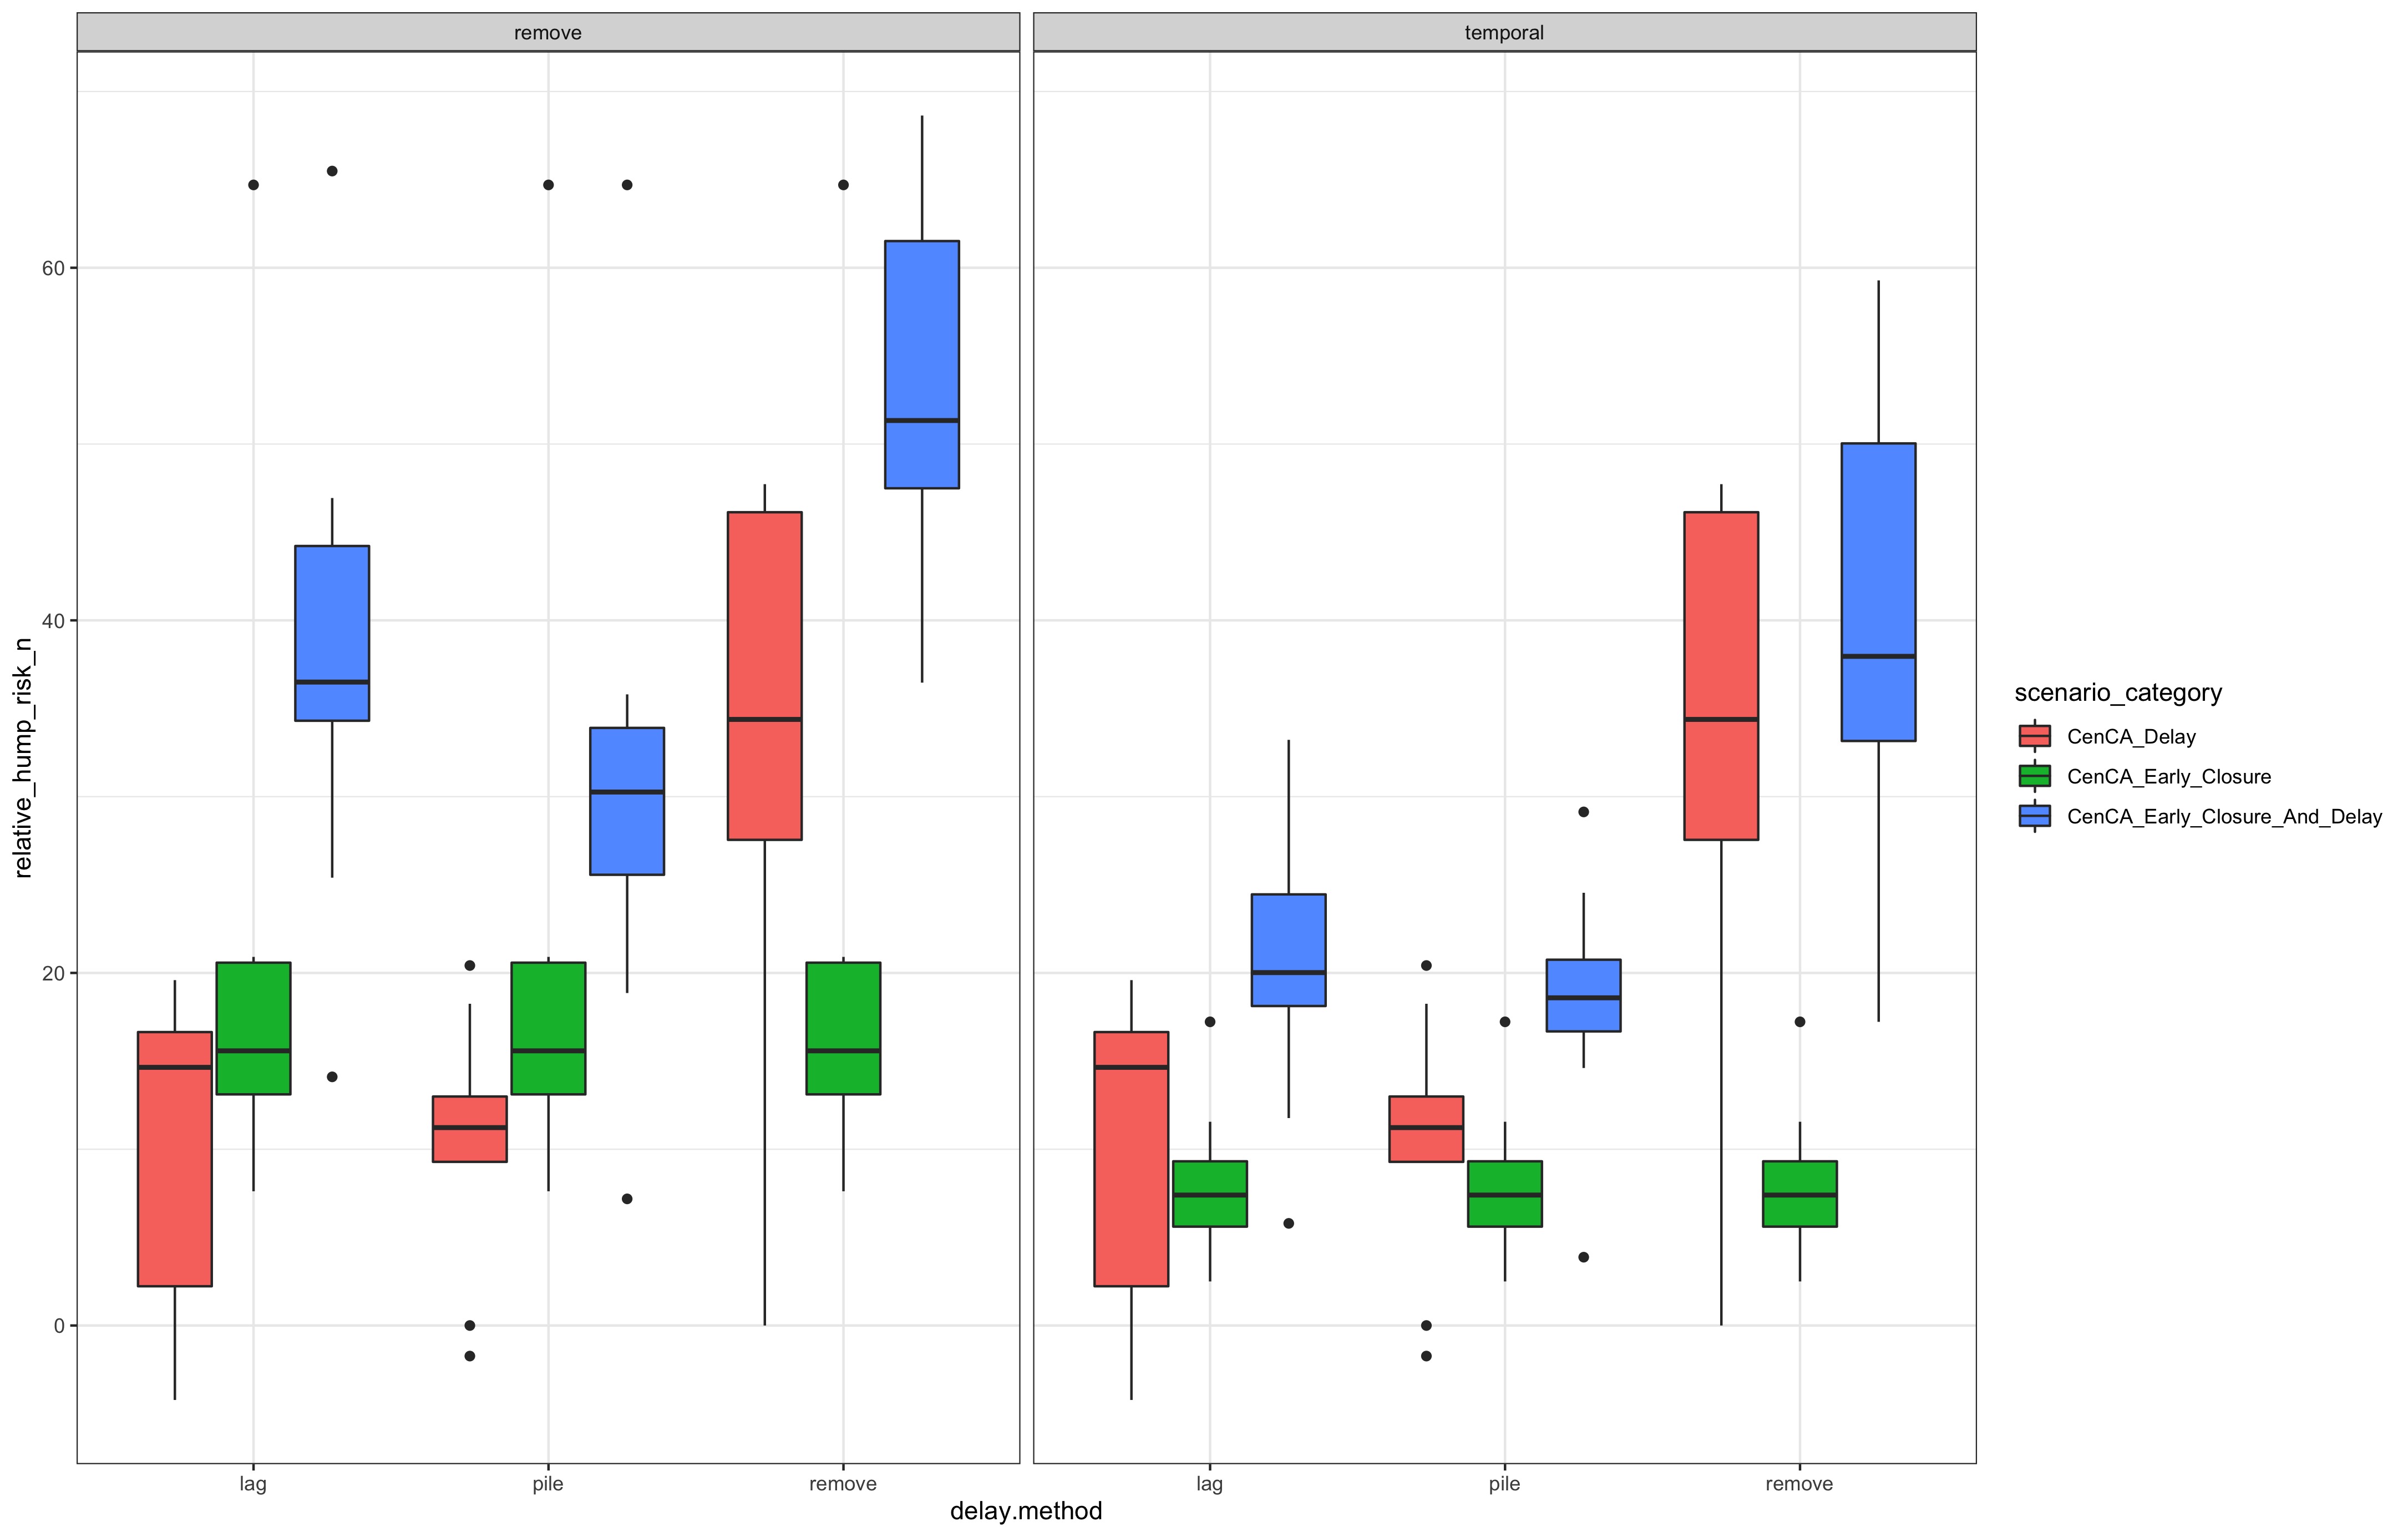 remove
temporal
relative_hump_risk_n
60
40
20
0
lag
pile
remove
lag
pile
remove
delay.method
scenario_category
CenCA_Delay
CenCA_Early_Closure
CenCA_Early_Closure_And_Delay